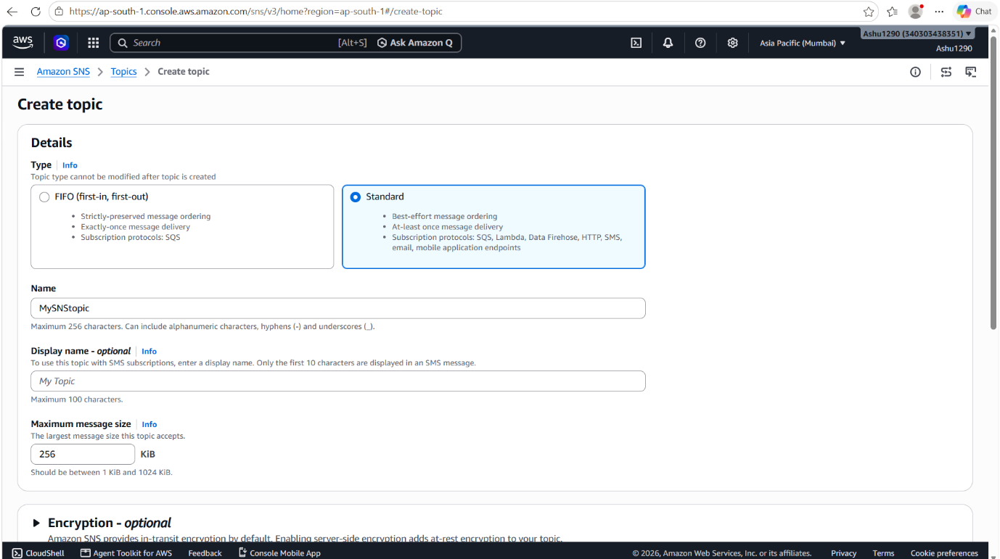 https://ap-south-1.console.aws.amazon.com/sns/v3/home?region=ap-south-1#/create-topic
Chat
aws
Search
[Alt+S]
Ask Amazon Q
Asia Pacific (Mumbai) ▼
Ashu1290 (340303438351) ▼
Ashu1290
Amazon SNS > Topics > Create topic
Create topic
Details
Type
Info
Topic type cannot be modified after topic is created
FIFO (first-in, first-out)
• Strictly-preserved message ordering
• Exactly-once message delivery
• Subscription protocols: SQS
Standard
• Best-effort message ordering
• At-least once message delivery
• Subscription protocols: SQS, Lambda, Data Firehose, HTTP, SMS,
email, mobile application endpoints
Name
MySNStopic
Maximum 256 characters. Can include alphanumeric characters, hyphens (-) and underscores (_).
Display name - optional
Info
To use this topic with SMS subscriptions, enter a display name. Only the first 10 characters are displayed in an SMS message.
My Topic
Maximum 100 characters.
Maximum message size
Info
The largest message size this topic accepts.
256
KiB
Should be between 1 KiB and 1024 KiB.
Encryption - optional
Amazon SNS provides in-transit encryption by default. Enabling server-side encryption adds at-rest encryption to your topic.
CloudShell
Agent Toolkit for AWS
Feedback
Console Mobile App
© 2026, Amazon Web Services, Inc. or its affiliates.
Privacy
Terms
Cookie preferences